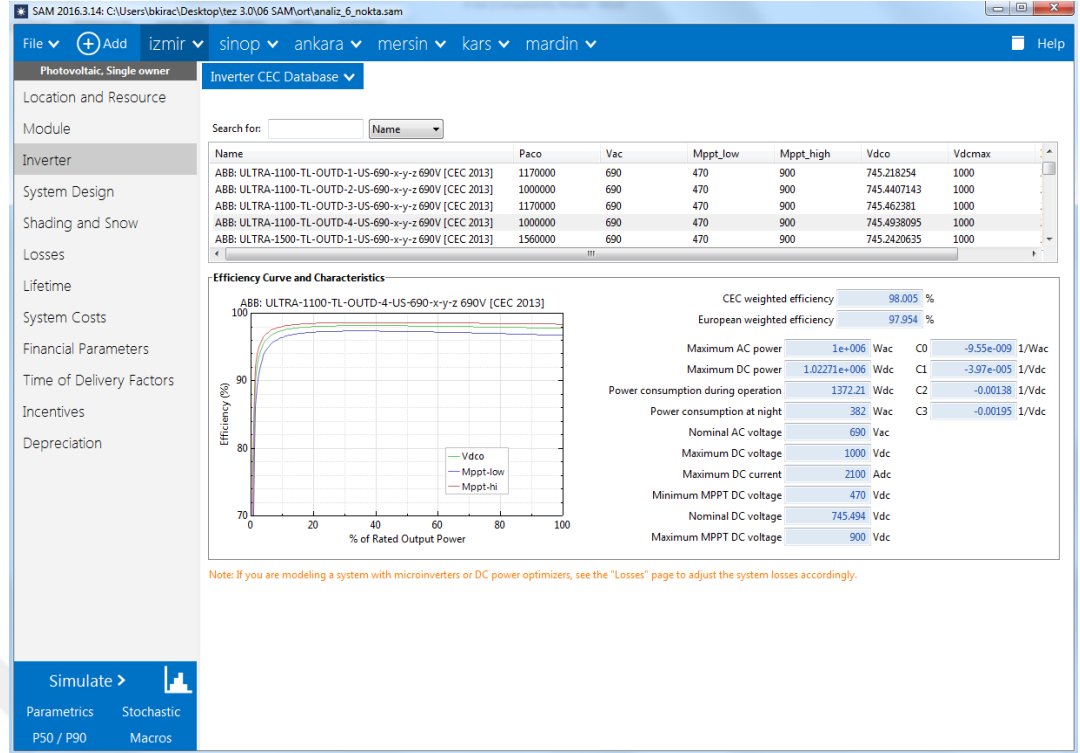 SAM 2016.3.14: C:\Users\bkirac\Desktop\tez 3.0\06 SAM\ort\analiz_6_nokta.sam
File Add izmir sinop ankara mersin kars mardin Help
Photovoltaic, Single owner
Location and Resource
Module
Inverter
System Design
Shading and Snow
Losses
Lifetime
System Costs
Financial Parameters
Time of Delivery Factors
Incentives
Depreciation
Simulate >
Parametrics Stochastic
P50 / P90 Macros
Inverter CEC Database
Search for: Name
Name Paco Vac Mppt_low Mppt_high Vdco Vdcmax
ABB: ULTRA-1100-TL-OUTD-1-US-690-x-y-z 690V [CEC 2013] 1170000 690 470 900 745.218254 1000
ABB: ULTRA-1100-TL-OUTD-2-US-690-x-y-z 690V [CEC 2013] 1000000 690 470 900 745.4407143 1000
ABB: ULTRA-1100-TL-OUTD-3-US-690-x-y-z 690V [CEC 2013] 1170000 690 470 900 745.462381 1000
ABB: ULTRA-1100-TL-OUTD-4-US-690-x-y-z 690V [CEC 2013] 1000000 690 470 900 745.4938095 1000
ABB: ULTRA-1500-TL-OUTD-1-US-690-x-y-z 690V [CEC 2013] 1560000 690 470 900 745.2420635 1000
Efficiency Curve and Characteristics
ABB: ULTRA-1100-TL-OUTD-4-US-690-x-y-z 690V [CEC 2013]
100
90
80
70
Efficiency (%)
Vdco
Mppt-low
Mppt-hi
0 20 40 60 80 100
% of Rated Output Power
CEC weighted efficiency 98.005 %
European weighted efficiency 97.954 %
Maximum AC power 1e+006 Wac C0 -9.55e-009 1/Wac
Maximum DC power 1.02271e+006 Wdc C1 -3.97e-005 1/Vdc
Power consumption during operation 1372.21 Wdc C2 -0.00138 1/Vdc
Power consumption at night 382 Wac C3 -0.00195 1/Vdc
Nominal AC voltage 690 Vac
Maximum DC voltage 1000 Vdc
Maximum DC current 2100 Adc
Minimum MPPT DC voltage 470 Vdc
Nominal DC voltage 745.494 Vdc
Maximum MPPT DC voltage 900 Vdc
Note: If you are modeling a system with microinverters or DC power optimizers, see the "Losses" page to adjust the system losses accordingly.